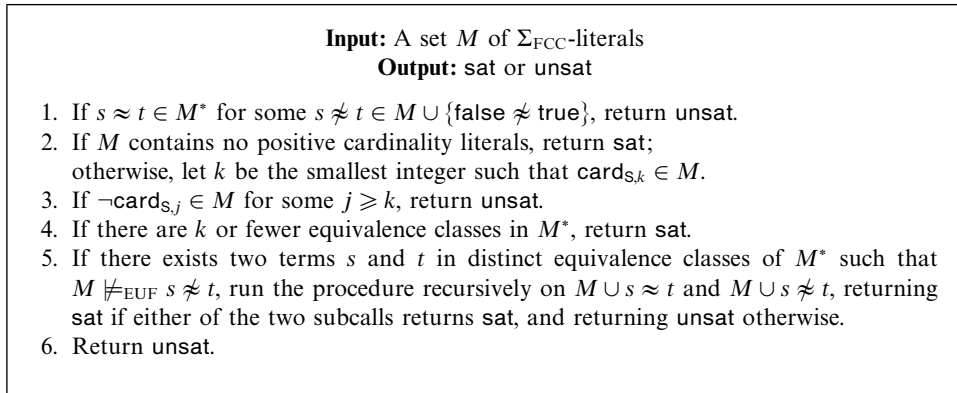 Input: A set M of Σ_FCC-literals
Output: sat or unsat
1. If s ≈ t ∈ M* for some s ≉ t ∈ M ∪ {false ≉ true}, return unsat.
2. If M contains no positive cardinality literals, return sat;
otherwise, let k be the smallest integer such that card_S,k ∈ M.
3. If ¬card_S,j ∈ M for some j ⩾ k, return unsat.
4. If there are k or fewer equivalence classes in M*, return sat.
5. If there exists two terms s and t in distinct equivalence classes of M* such that
M ⊭_EUF s ≉ t, run the procedure recursively on M ∪ s ≈ t and M ∪ s ≉ t, returning
sat if either of the two subcalls returns sat, and returning unsat otherwise.
6. Return unsat.